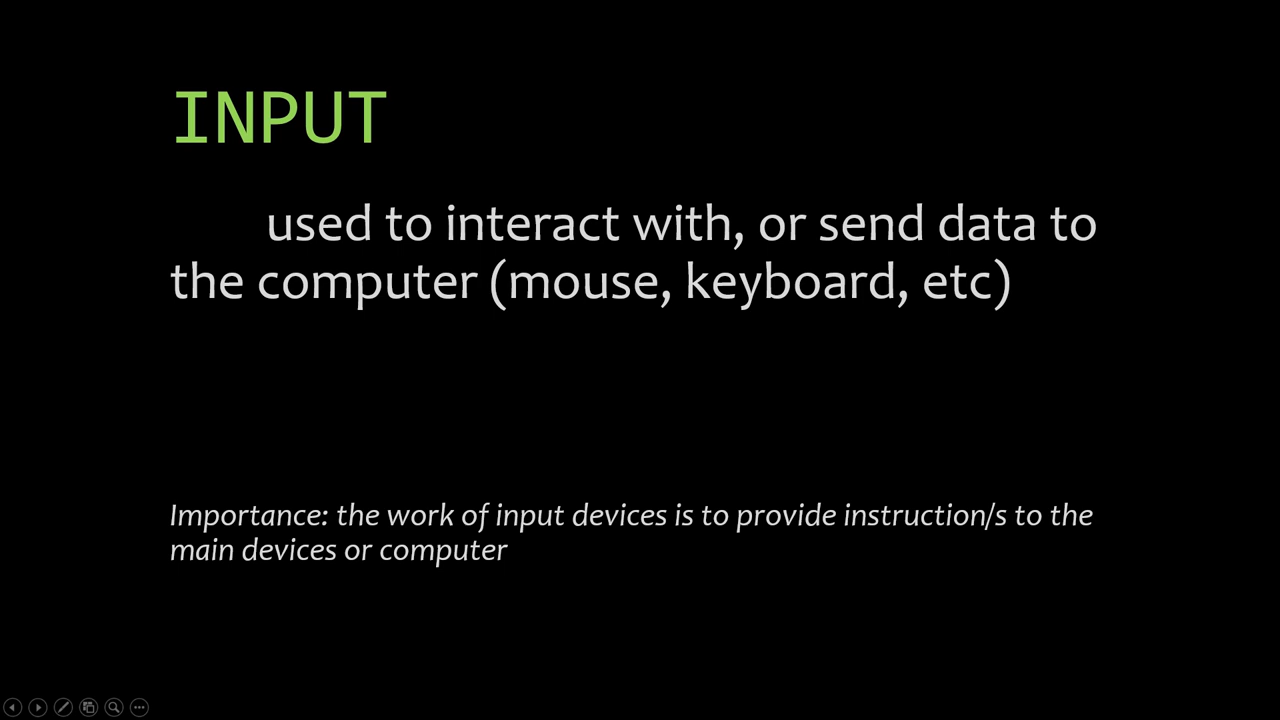 INPUT
used to interact with, or send data to
the computer (mouse, keyboard, etc)
Importance: the work of input devices is to provide instruction/s to the
main devices or computer